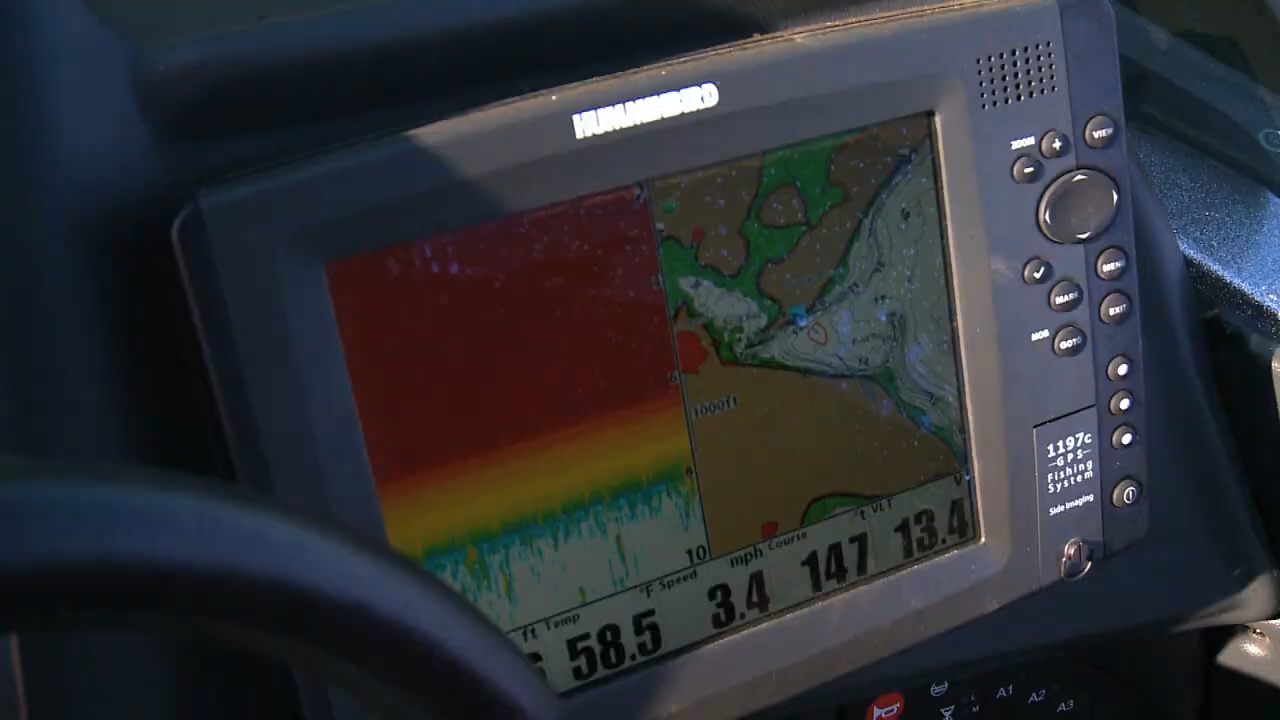 HUMMINBIRD
ZOOM + VIEW
-
MENU
MARK
EXIT
MOB GOTO
1000ft
1197c
GPS
Fishing
System
Side Imaging
10
ft Temp °F Speed mph Course °t VLT V
58.5 3.4 147 13.4
A1 A2 A3